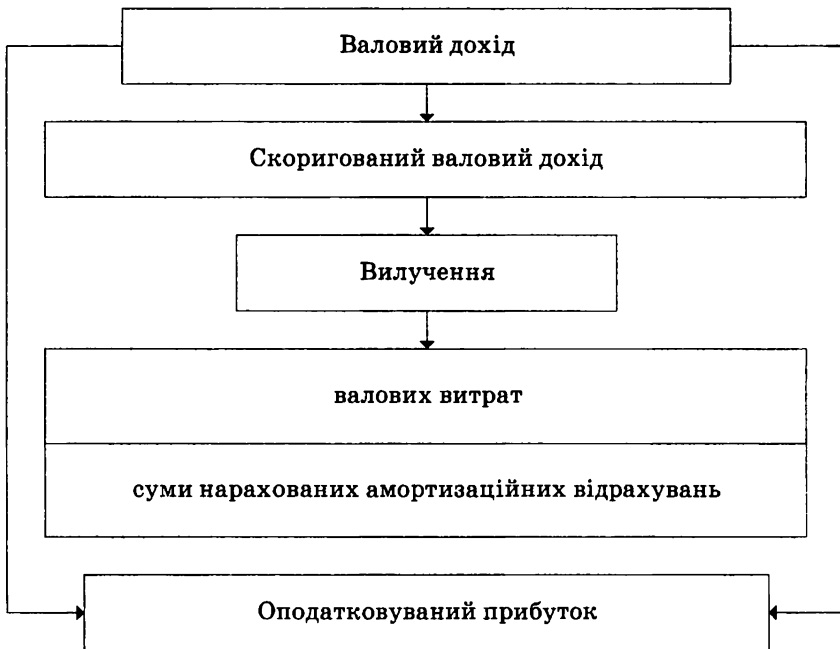 Валовий дохід
Скоригований валовий дохід
Вилучення
валових витрат
суми нарахованих амортизаційних відрахувань
Оподатковуваний прибуток